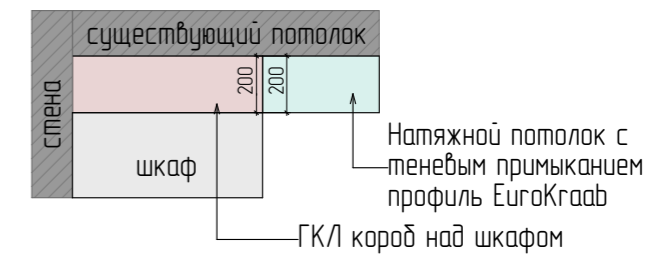 существующий потолок
стена
200
200
шкаф
Натяжной потолок с
теневым примыканием
профиль EuroKraab
ГКЛ короб над шкафом